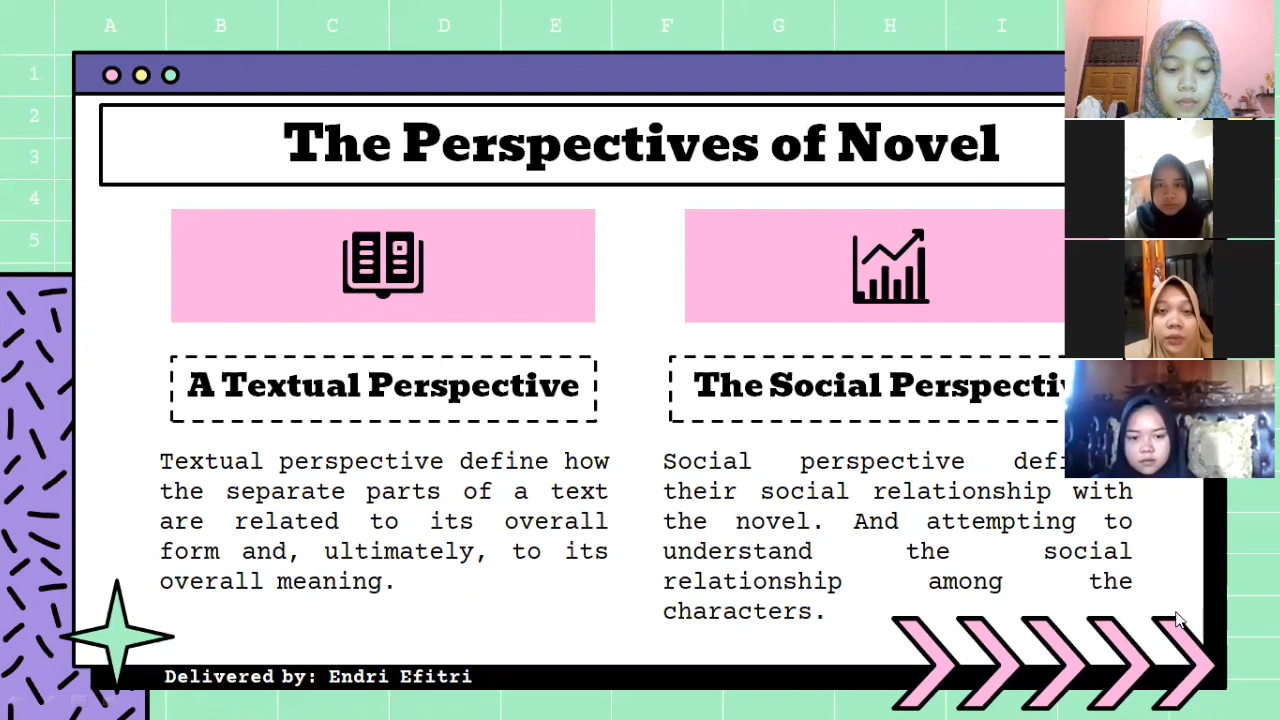 A B C D E F G H I
1
2
3
4
5
The Perspectives of Novel
A Textual Perspective
Textual perspective define how
the separate parts of a text
are related to its overall
form and, ultimately, to its
overall meaning.
The Social
Social perspective
their social relationship with
the novel. And attempting to
understand the social
relationship among the
characters.
Delivered by: Endri Efitri